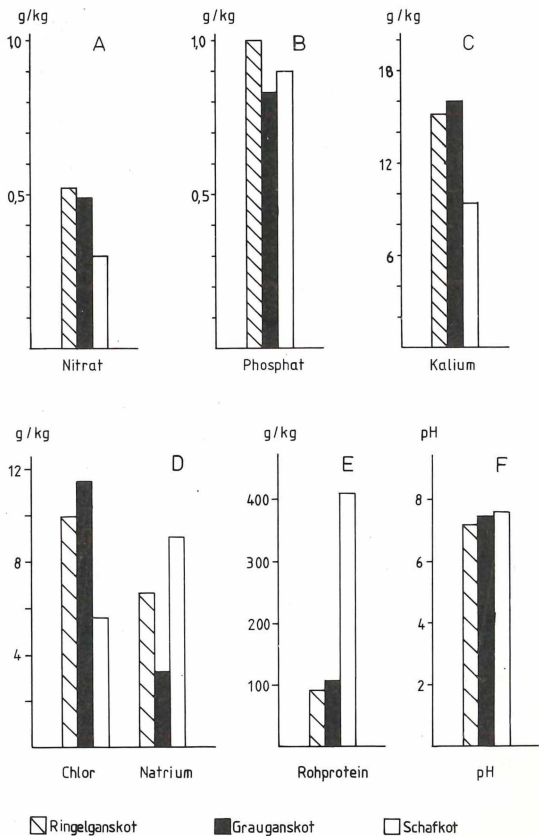 g/kg
A
1,0
0,5
Nitrat
g/kg
B
1,0
0,5
Phosphat
g/kg
C
18
12
6
Kalium
g/kg
D
12
8
4
Chlor Natrium
g/kg
E
400
300
200
100
Rohprotein
pH
F
8
6
4
2
pH
Ringelganskot Grauganskot Schafkot